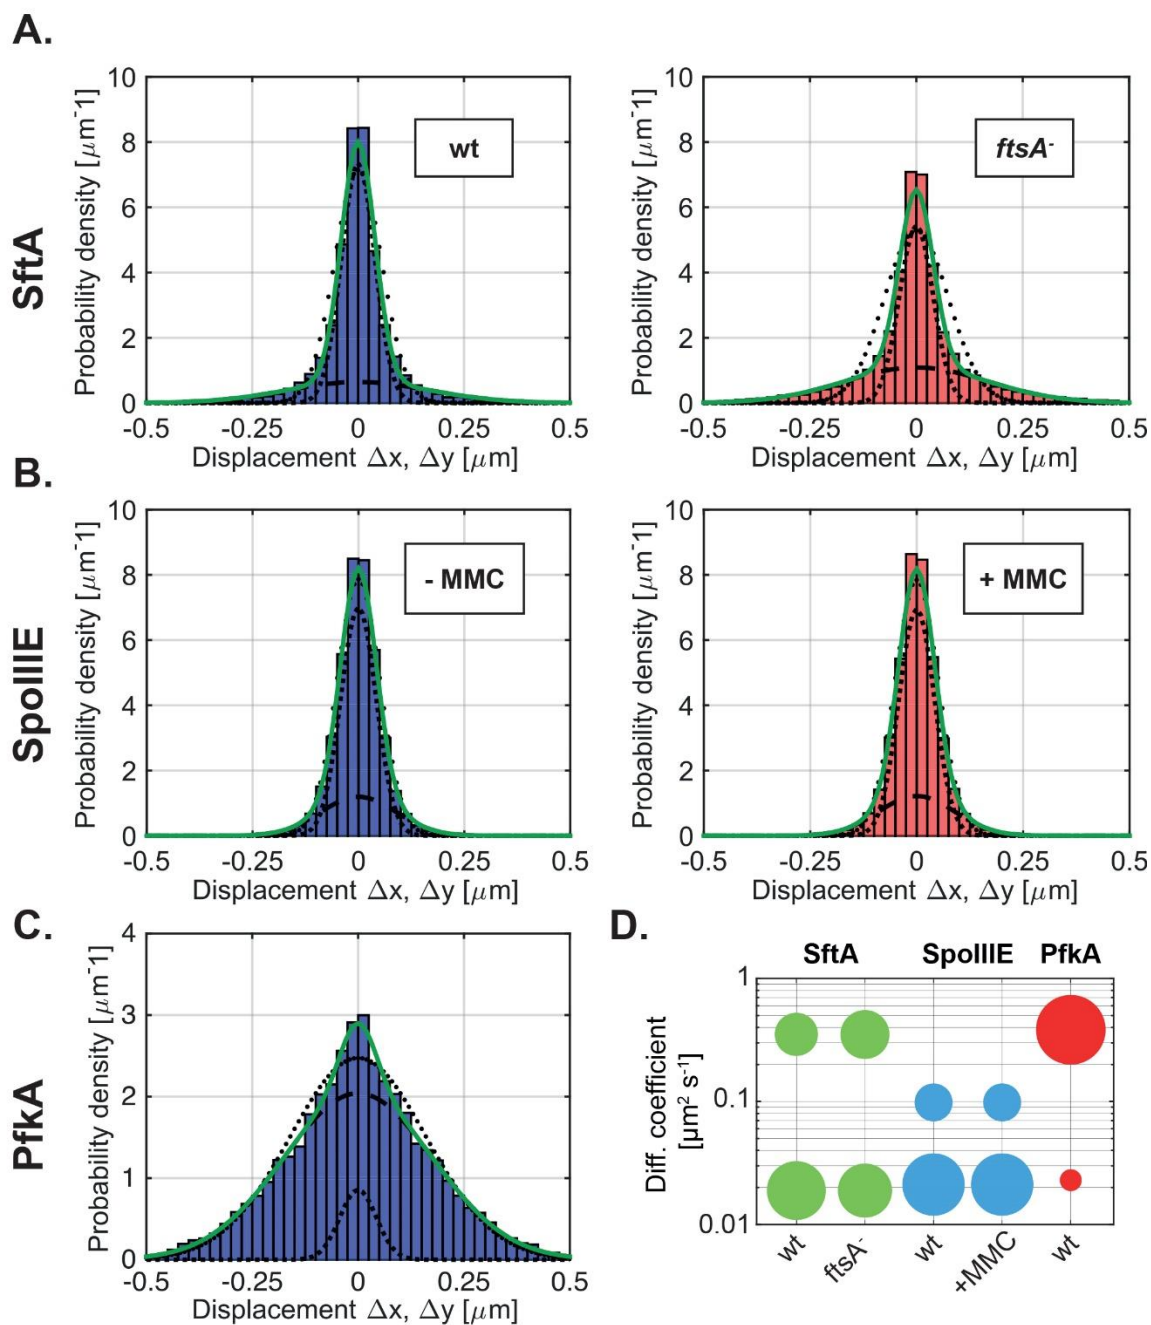 A.
SftA
Probability density [μm^-1]
10
8
6
4
2
0
wt
-0.5
-0.25
0
0.25
0.5
Displacement Δx, Δy [μm]
Probability density [μm^-1]
10
8
6
4
2
0
ftsA-
-0.5
-0.25
0
0.25
0.5
Displacement Δx, Δy [μm]
B.
SpoIIIE
Probability density [μm^-1]
10
8
6
4
2
0
- MMC
-0.5
-0.25
0
0.25
0.5
Displacement Δx, Δy [μm]
Probability density [μm^-1]
10
8
6
4
2
0
+ MMC
-0.5
-0.25
0
0.25
0.5
Displacement Δx, Δy [μm]
C.
PfkA
Probability density [μm^-1]
4
3
2
1
0
-0.5
-0.25
0
0.25
0.5
Displacement Δx, Δy [μm]
D.
SftA
SpoIIIE
PfkA
Diff. coefficient
[μm² s⁻¹]
1
0.1
0.01
wt
ftsA-
wt
+MMC
wt